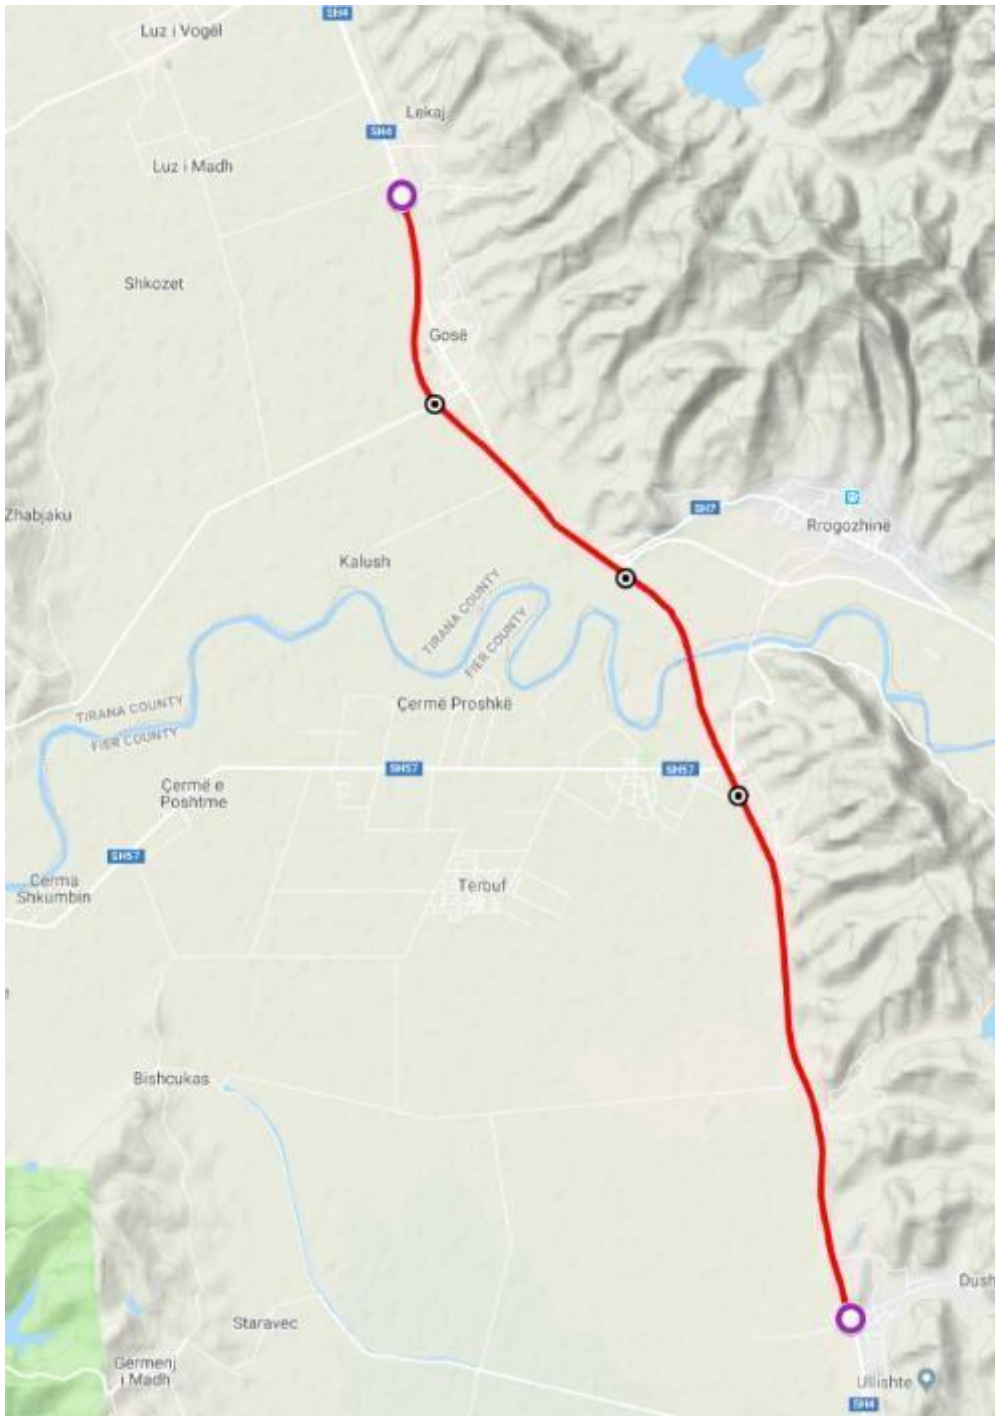 SH4
Luz i Vogël
Lekaj
SH4
Luz i Madh
Shkozet
Gosë
Zhabjaku
SH7
Rrogozhinë
Kalush
TIRANA COUNTY
FIER COUNTY
TIRANA COUNTY
FIER COUNTY
Çermë Proshkë
SH57
SH57
Çermë e
Poshtme
SH57
Cerma
Shkumbin
Terbuf
e
Bishcukas
Dush
Staravec
Germenj
i Madh
Ullishte
SH4